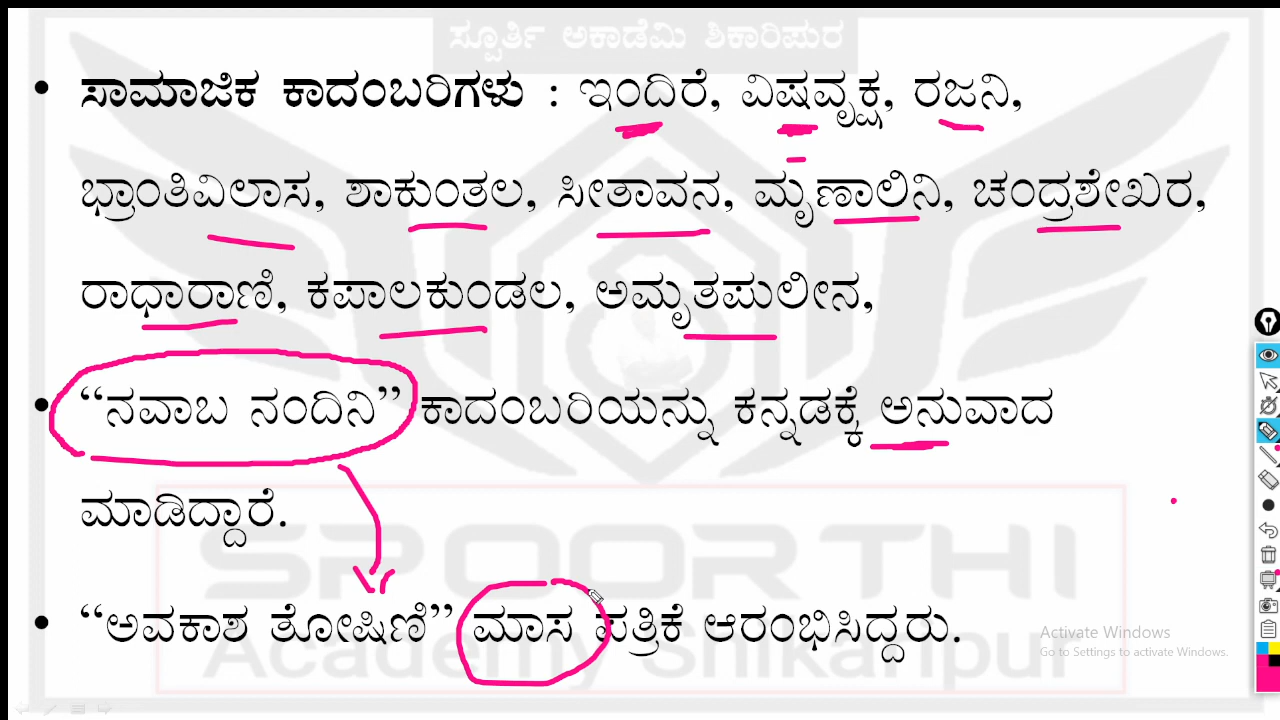 ಸ್ಪೂರ್ತಿ ಅಕಾಡೆಮಿ ಶಿಕಾರಿಪುರ
• ಸಾಮಾಜಿಕ ಕಾದಂಬರಿಗಳು : ಇಂದಿರೆ, ವಿಷವೃಕ್ಷ, ರಜನಿ,
ಭ್ರಾಂತಿವಿಲಾಸ, ಶಾಕುಂತಲ, ಸೀತಾವನ, ಮೃಣಾಲಿನಿ, ಚಂದ್ರಶೇಖರ,
ರಾಧಾರಾಣಿ, ಕಪಾಲಕುಂಡಲ, ಅಮೃತಪುಲೀನ,
• “ನವಾಬ ನಂದಿನಿ” ಕಾದಂಬರಿಯನ್ನು ಕನ್ನಡಕ್ಕೆ ಅನುವಾದ
ಮಾಡಿದ್ದಾರೆ.
SPOORTHI
• “ಅವಕಾಶ ತೋಷಿಣಿ” ಮಾಸ ಪತ್ರಿಕೆ ಆರಂಭಿಸಿದ್ದರು.
Academy Shikaripur
Activate Windows
Go to Settings to activate Windows.